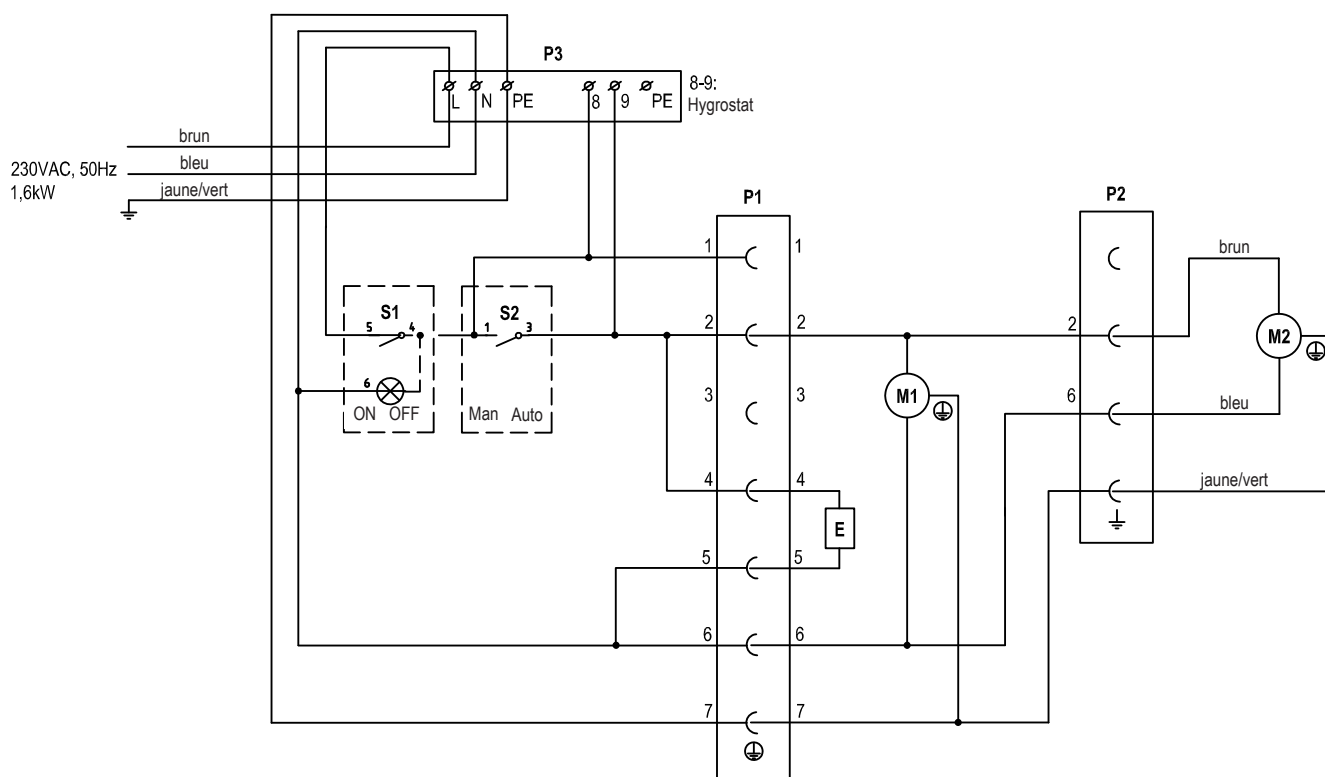 P3
L N PE 8 9 PE
8-9:
Hygrostat
brun
230VAC, 50Hz
bleu
1,6kW
jaune/vert
P1
P2
1 1
brun
S1 S2
5 4 1 3
2 2 2
M2
6
ON OFF Man Auto
3 3
M1
6
bleu
4 4
jaune/vert
E
5 5
6 6
7 7